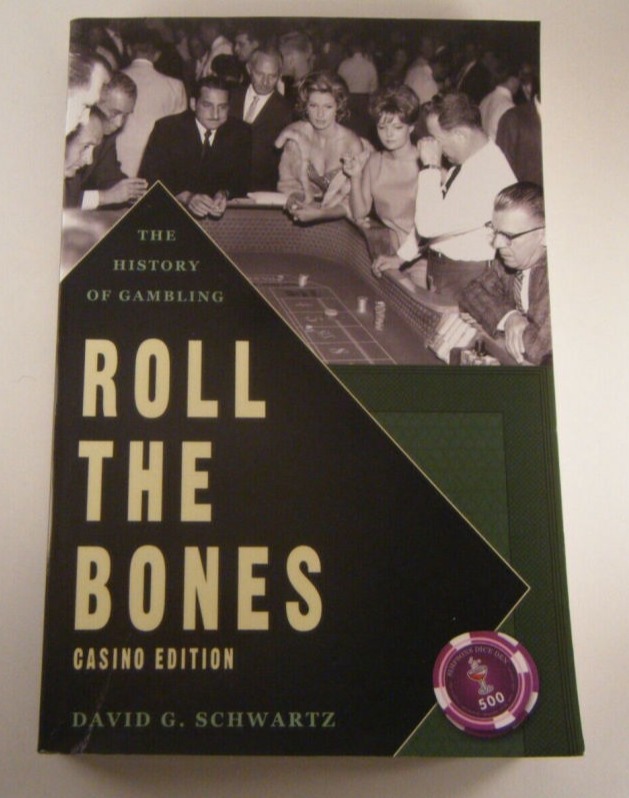 THE
HISTORY
OF GAMBLING
ROLL
THE
BONES
CASINO EDITION
DAVID G. SCHWARTZ
500